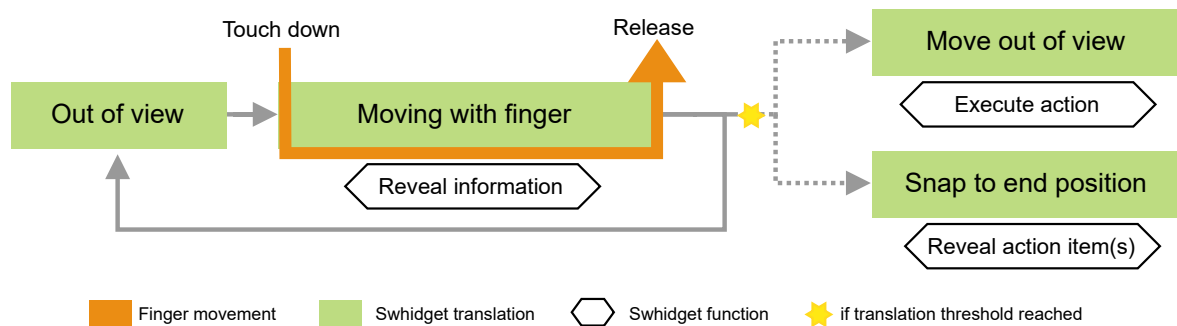 Touch down
Release
Move out of view
Execute action
Out of view
Moving with finger
Reveal information
Snap to end position
Reveal action item(s)
Finger movement
Swhidget translation
Swhidget function
if translation threshold reached